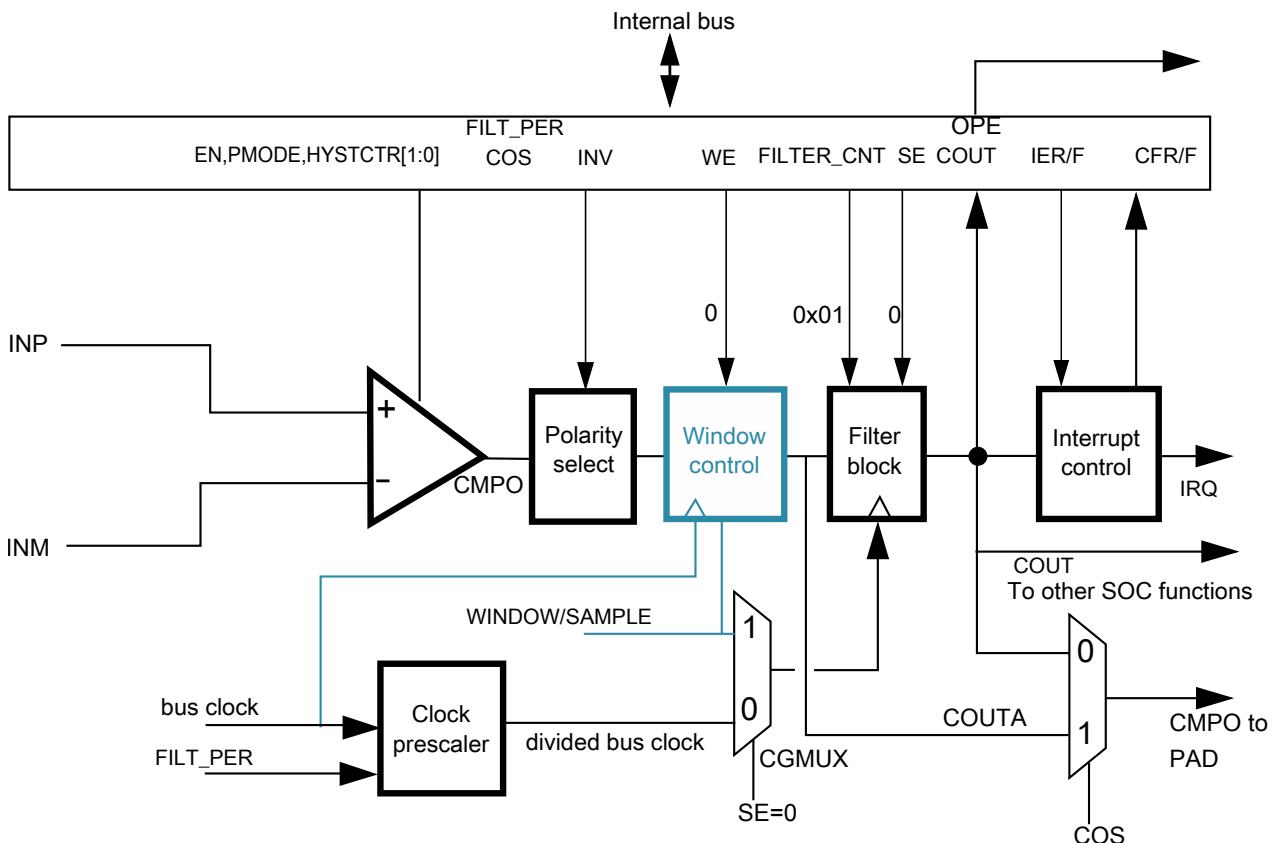 Internal bus
FILT_PER
OPE
EN,PMODE,HYSTCTR[1:0]
COS
INV
WE
FILTER_CNT
SE
COUT
IER/F
CFR/F
0
0x01
0
INP
+
Polarity
select
Window
control
Filter
block
Interrupt
control
−
CMPO
IRQ
INM
COUT
To other SOC functions
WINDOW/SAMPLE
1
0
bus clock
Clock
prescaler
0
divided bus clock
COUTA
1
CMPO to
PAD
FILT_PER
CGMUX
SE=0
COS